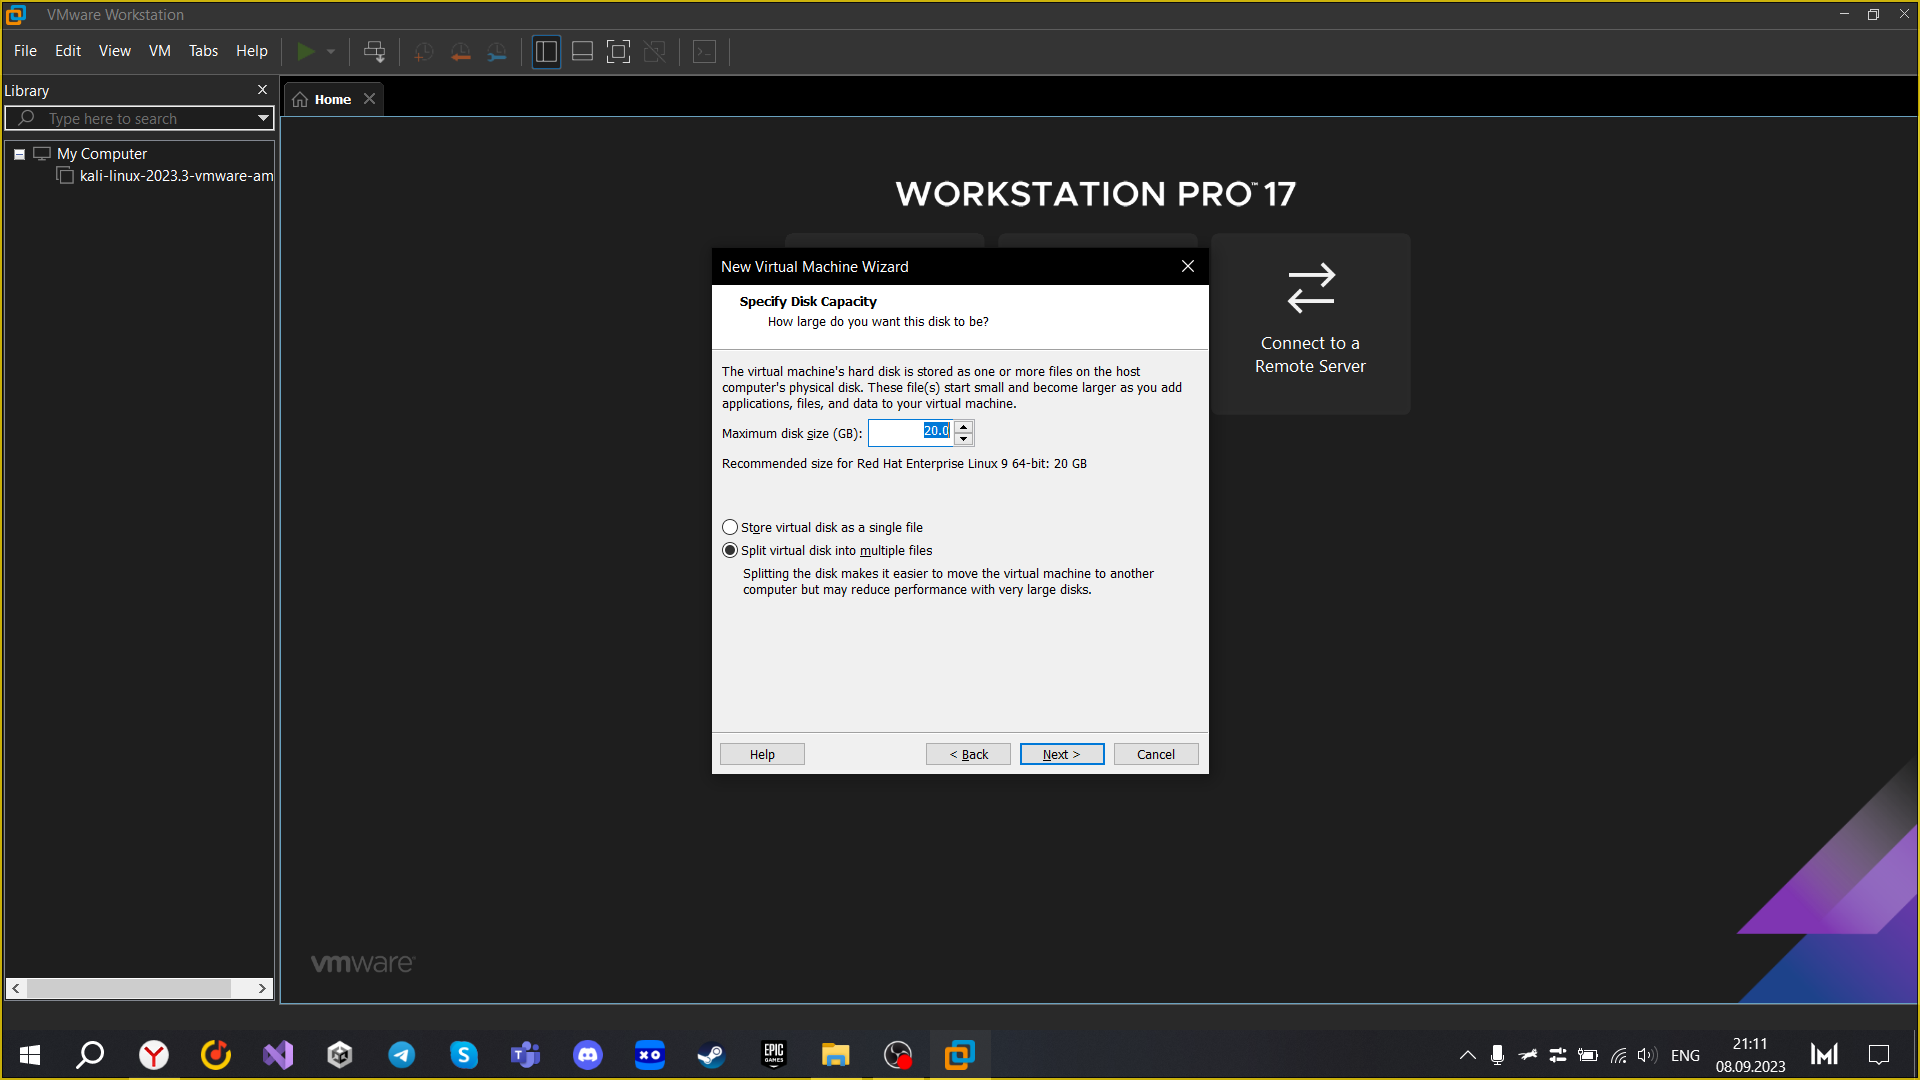 VMware Workstation
File Edit View VM Tabs Help
Library
Home
Type here to search
My Computer
kali-linux-2023.3-vmware-am
WORKSTATION PRO™ 17
Connect to a
Remote Server
New Virtual Machine Wizard
Specify Disk Capacity
How large do you want this disk to be?
The virtual machine's hard disk is stored as one or more files on the host
computer's physical disk. These file(s) start small and become larger as you add
applications, files, and data to your virtual machine.
Maximum disk size (GB): 20.0
Recommended size for Red Hat Enterprise Linux 9 64-bit: 20 GB
Store virtual disk as a single file
Split virtual disk into multiple files
Splitting the disk makes it easier to move the virtual machine to another
computer but may reduce performance with very large disks.
Help < Back Next > Cancel
vmware
EPIC
GAMES
ENG
21:11
08.09.2023